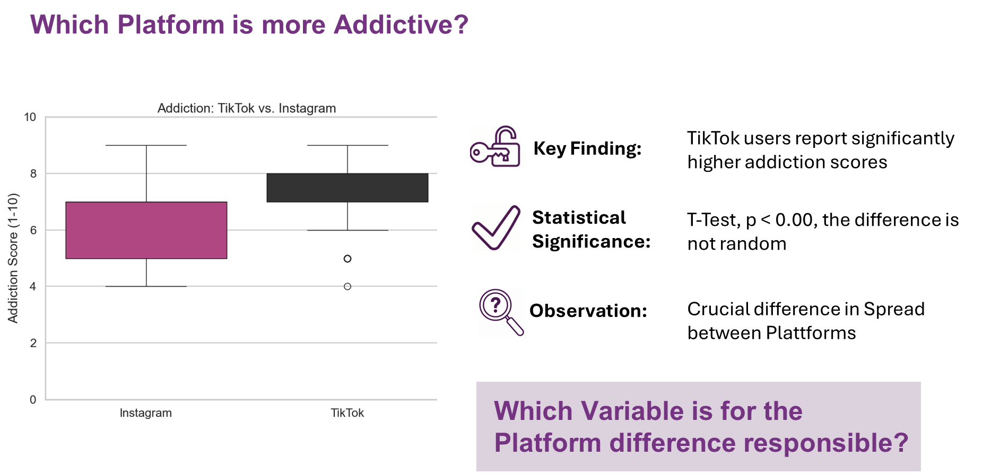 Which Platform is more Addictive?
Addiction: TikTok vs. Instagram
10
8
6
4
2
0
Addiction Score (1-10)
Instagram
TikTok
Key Finding:
TikTok users report significantly
higher addiction scores
Statistical
Significance:
T-Test, p < 0.00, the difference is
not random
?
Observation:
Crucial difference in Spread
between Plattforms
Which Variable is for the
Platform difference responsible?